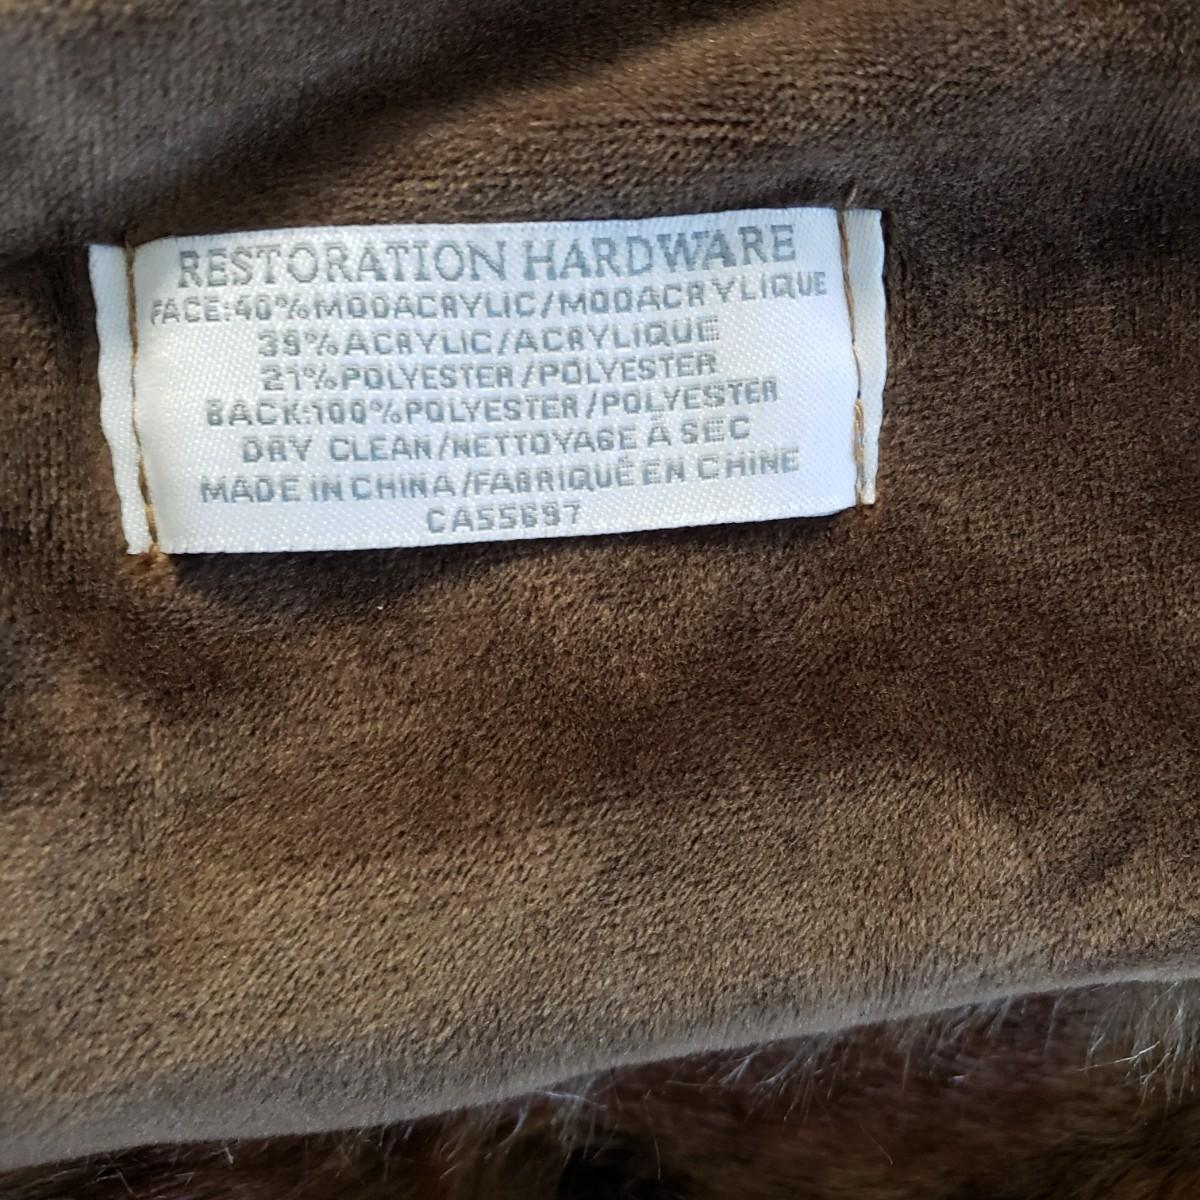 RESTORATION HARDWARE
FACE:40%MODACRYLIC/MODACRYLIQUE
39%ACRYLIC/ACRYLIQUE
21%POLYESTER/POLYESTER
BACK:100%POLYESTER/POLYESTER
DRY CLEAN/NETTOYAGE À SEC
MADE IN CHINA/FABRIQUÉ EN CHINE
CA55697